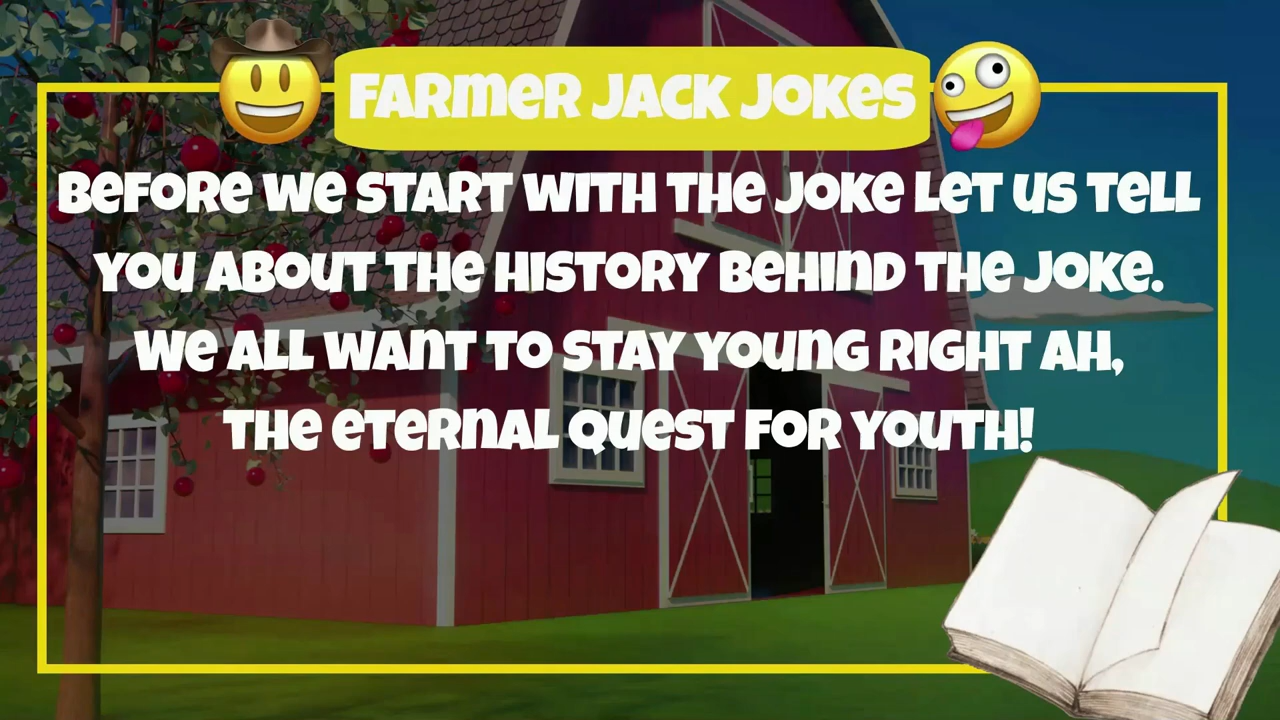 FARMER JACK JOKES
BEFORE WE START WITH THE JOKE LET US TELL
YOU ABOUT THE HISTORY BEHIND THE JOKE.
WE ALL WANT TO STAY YOUNG RIGHT AH,
THE ETERNAL QUEST FOR YOUTH!